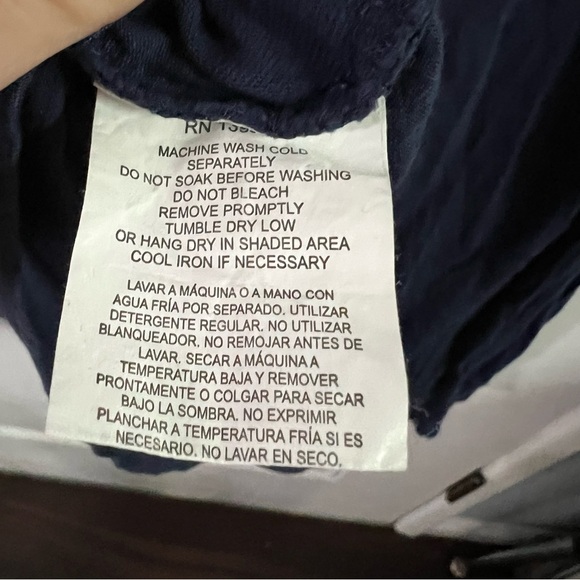 RN
MACHINE WASH COLD
SEPARATELY
DO NOT SOAK BEFORE WASHING
DO NOT BLEACH
REMOVE PROMPTLY
TUMBLE DRY LOW
OR HANG DRY IN SHADED AREA
COOL IRON IF NECESSARY
LAVAR A MÁQUINA O A MANO CON
AGUA FRÍA POR SEPARADO. UTILIZAR
DETERGENTE REGULAR. NO UTILIZAR
BLANQUEADOR. NO REMOJAR ANTES DE
LAVAR. SECAR A MÁQUINA A
TEMPERATURA BAJA Y REMOVER
PRONTAMENTE O COLGAR PARA SECAR
BAJO LA SOMBRA. NO EXPRIMIR
PLANCHAR A TEMPERATURA FRÍA SI ES
NECESARIO. NO LAVAR EN SECO.